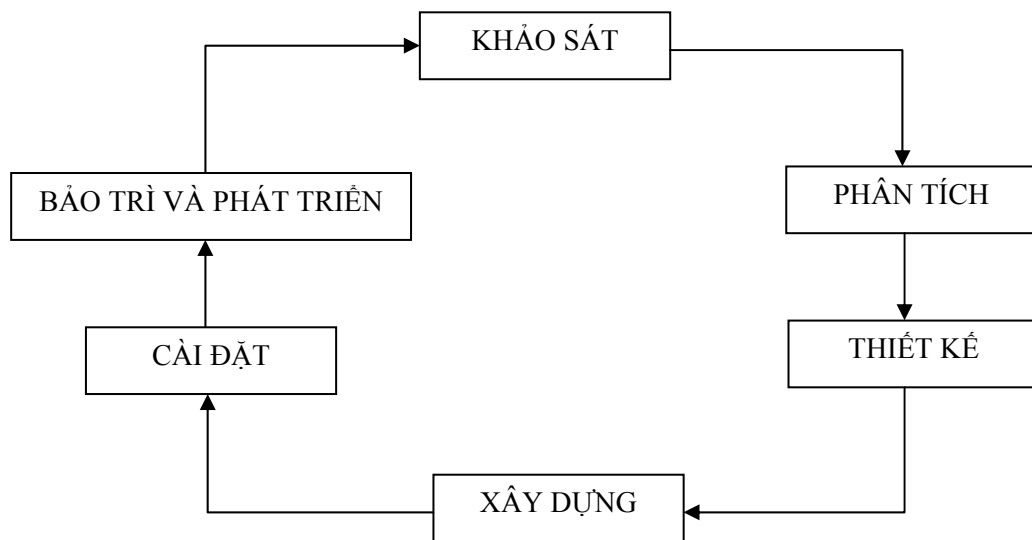 KHẢO SÁT
PHÂN TÍCH
THIẾT KẾ
XÂY DỰNG
CÀI ĐẶT
BẢO TRÌ VÀ PHÁT TRIỂN